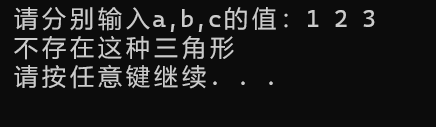 请分别输入a,b,c的值：1 2 3
不存在这种三角形
请按任意键继续. . .